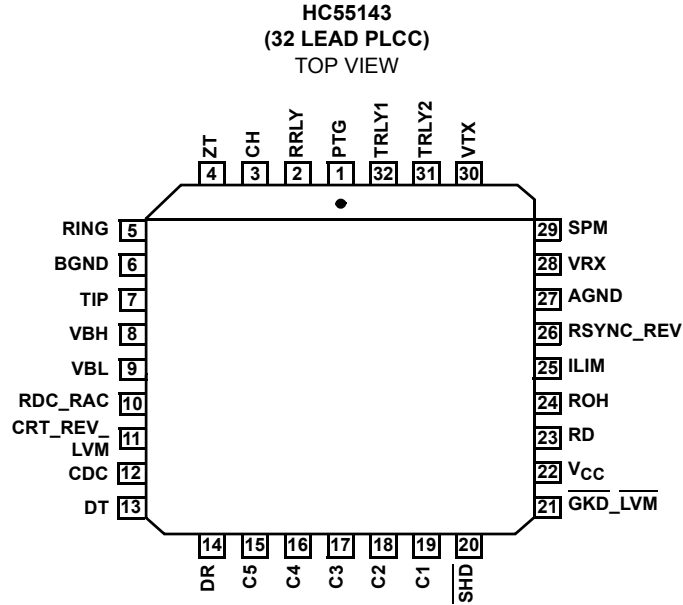 HC55143
(32 LEAD PLCC)
TOP VIEW
ZT
CH
RRLY
PTG
TRLY1
TRLY2
VTX
4
3
2
1
32
31
30
RING 5
BGND 6
TIP 7
VBH 8
VBL 9
RDC_RAC 10
CRT_REV_
LVM 11
CDC 12
DT 13
29 SPM
28 VRX
27 AGND
26 RSYNC_REV
25 ILIM
24 ROH
23 RD
22 VCC
21 GKD_LVM
14
15
16
17
18
19
20
DR
C5
C4
C3
C2
C1
SHD